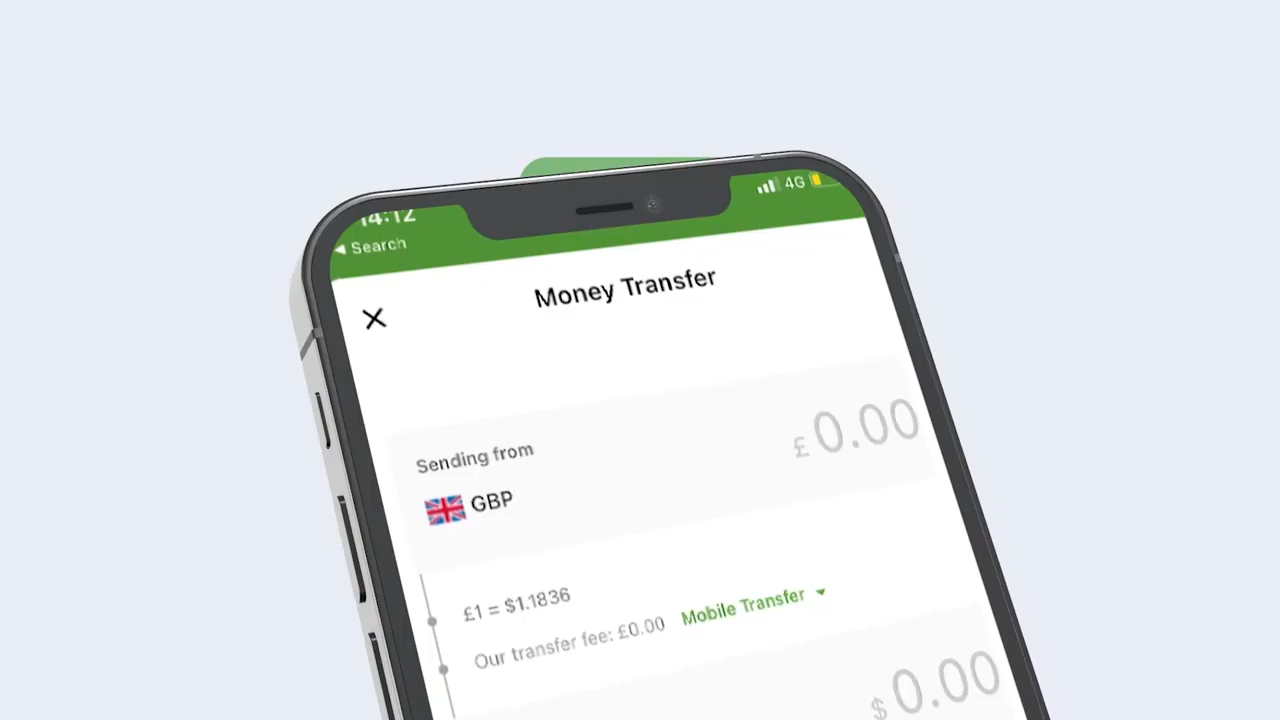 14:12
4G
◀ Search
Money Transfer
Sending from
£ 0.00
GBP
£1 = $1.1836
Our transfer fee: £0.00 Mobile Transfer
$ 0.00